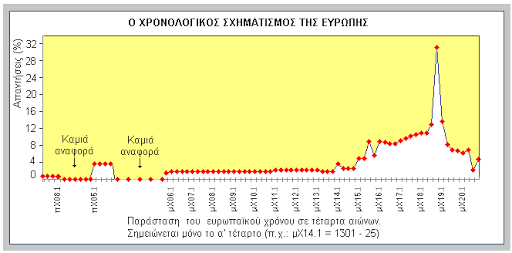 Ο ΧΡΟΝΟΛΟΓΙΚΟΣ ΣΧΗΜΑΤΙΣΜΟΣ ΤΗΣ ΕΥΡΩΠΗΣ
Απαντήσεις (%)
32
28
24
20
16
12
8
4
0
Καμιά
αναφορά
Καμιά
αναφορά
πΧ08.1
πΧ05.1
μΧ06.1
μΧ07.1
μΧ08.1
μΧ09.1
μΧ10.1
μΧ11.1
μΧ12.1
μΧ13.1
μΧ14.1
μΧ15.1
μΧ16.1
μΧ17.1
μΧ18.1
μΧ19.1
μΧ20.1
Παράσταση του ευρωπαϊκού χρόνου σε τέταρτα αιώνων.
Σημειώνεται μόνο το α' τέταρτο (π.χ.: μΧ14.1 = 1301 - 25)